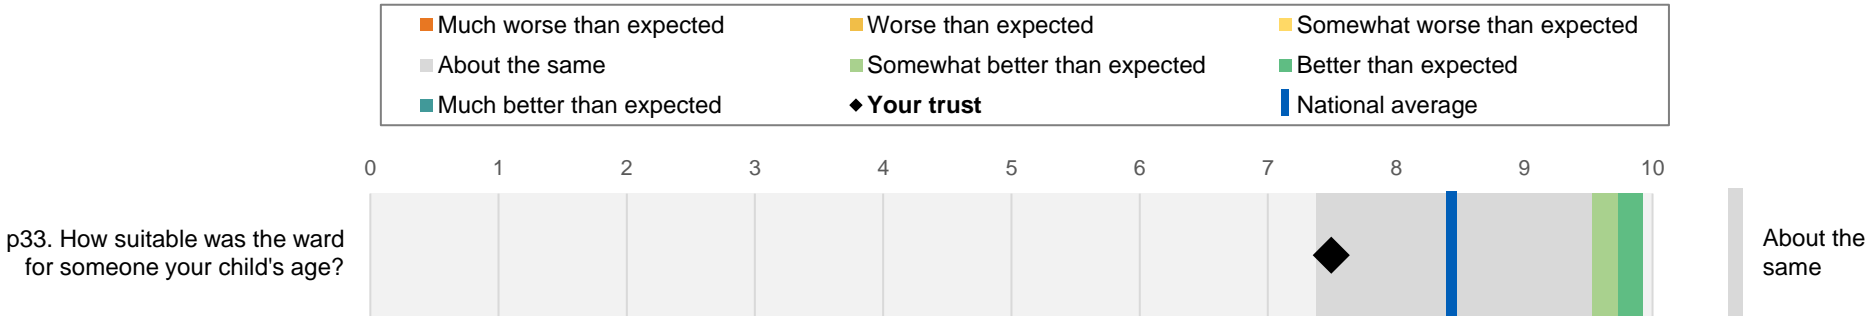 Much worse than expected Worse than expected Somewhat worse than expected
About the same Somewhat better than expected Better than expected
Much better than expected Your trust National average
0 1 2 3 4 5 6 7 8 9 10
p33. How suitable was the ward
for someone your child's age?
About the
same